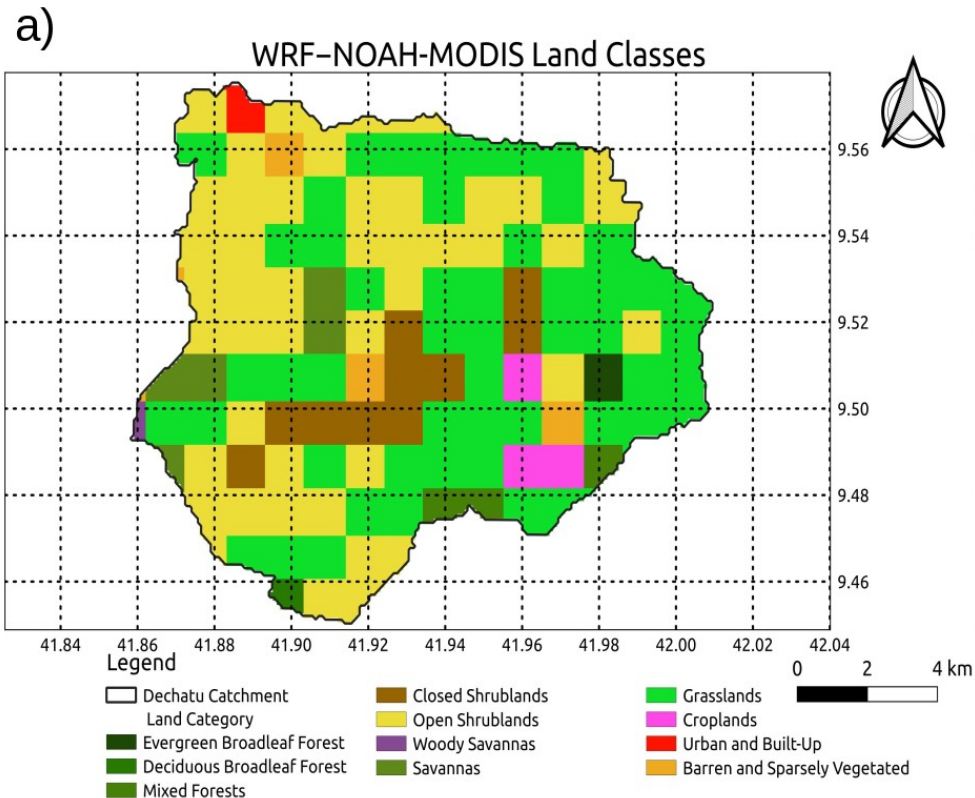 a)
WRF–NOAH-MODIS Land Classes
9.56
9.54
9.52
9.50
9.48
9.46
41.84 41.86 41.88 41.90 41.92 41.94 41.96 41.98 42.00 42.02 42.04
Legend
Dechatu Catchment
Land Category
Evergreen Broadleaf Forest
Deciduous Broadleaf Forest
Mixed Forests
Closed Shrublands
Open Shrublands
Woody Savannas
Savannas
Grasslands
Croplands
Urban and Built-Up
Barren and Sparsely Vegetated
0 2 4 km